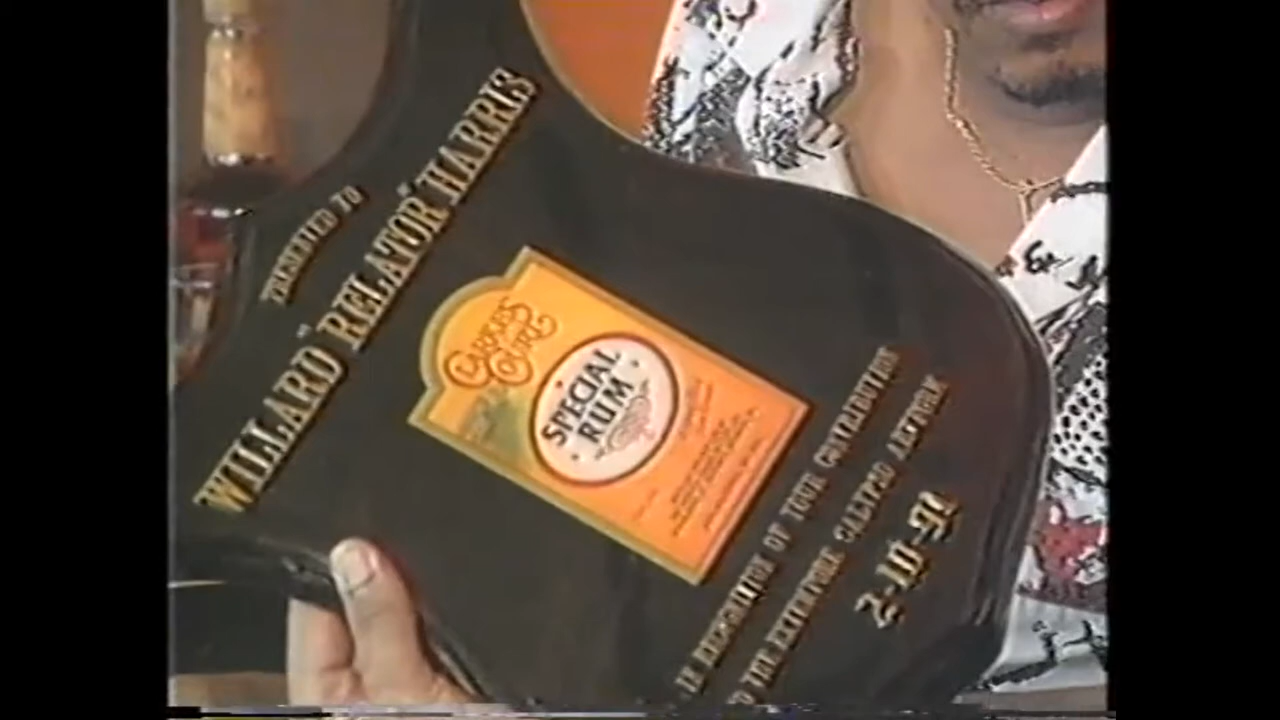 PRESENTED TO
WILLARD "RELATOR" HARRIS
CLARKE'S
COURT
SPECIAL
RUM
IN RECOGNITION OF YOUR CONTRIBUTION
TO THE EXTEMPORE CALYPSO ARTFORM
2-10-91